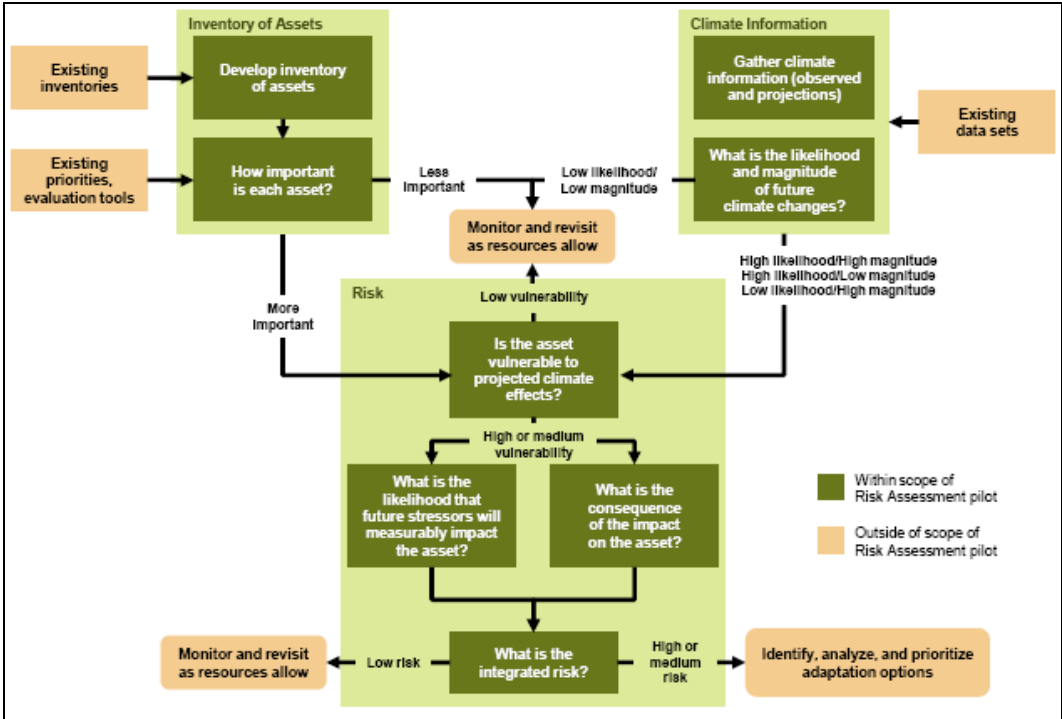 Inventory of Assets
Climate Information
Existing
inventories
Develop inventory
of assets
Gather climate
information (observed
and projections)
Existing
data sets
Existing
priorities,
evaluation tools
How important
is each asset?
Less
Important
Low likelihood/
Low magnitude
What is the likelihood
and magnitude
of future
climate changes?
Monitor and revisit
as resources allow
High likelihood/High magnitude
High likelihood/Low magnitude
Low likelihood/High magnitude
Risk
Low vulnerability
More
Important
Is the asset
vulnerable to
projected climate
effects?
High or medium
vulnerability
What is the
likelihood that
future stressors will
measurably impact
the asset?
What is the
consequence
of the impact
on the asset?
Within scope of
Risk Assessment pilot
Outside of scope of
Risk Assessment pilot
Monitor and revisit
as resources allow
Low risk
What is the
integrated risk?
High or
medium
risk
Identify, analyze, and prioritize
adaptation options